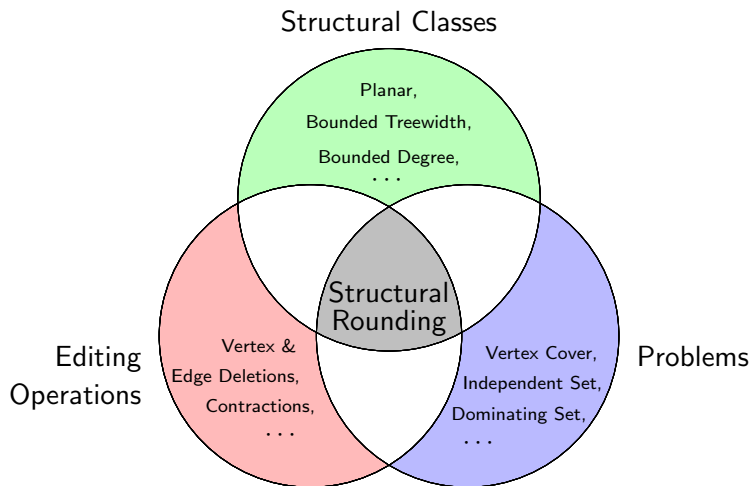 Structural Classes
Planar,
Bounded Treewidth,
Bounded Degree,
...
Structural
Rounding
Editing
Operations
Vertex &
Edge Deletions,
Contractions,
...
Vertex Cover,
Independent Set,
Dominating Set,
...
Problems